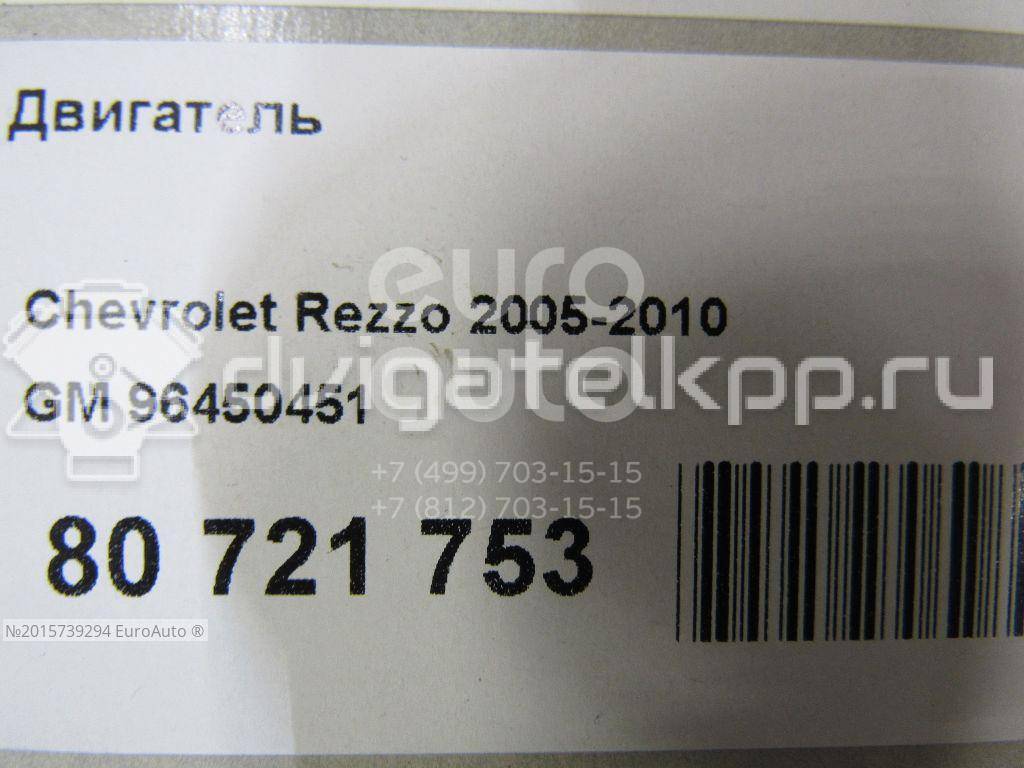 Двигатель
Chevrolet Rezzo 2005-2010
GM 96450451
80 721 753
euro
dvigatelkpp.ru
+7 (499) 703-15-15
+7 (812) 703-15-15
№2015739294 EuroAuto ®